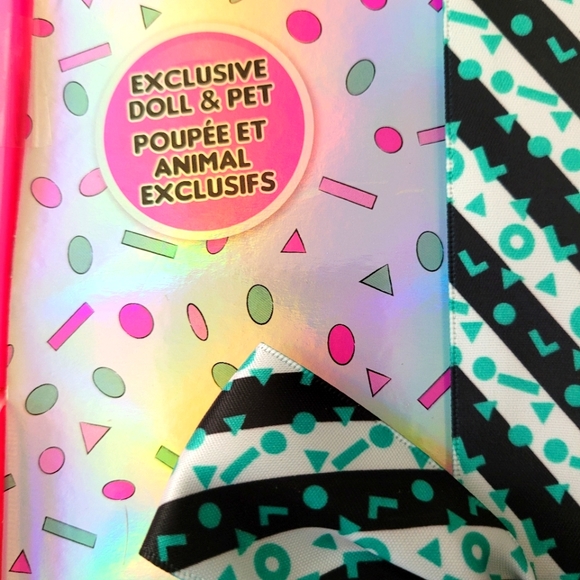 EXCLUSIVE
DOLL & PET
POUPÉE ET
ANIMAL
EXCLUSIFS